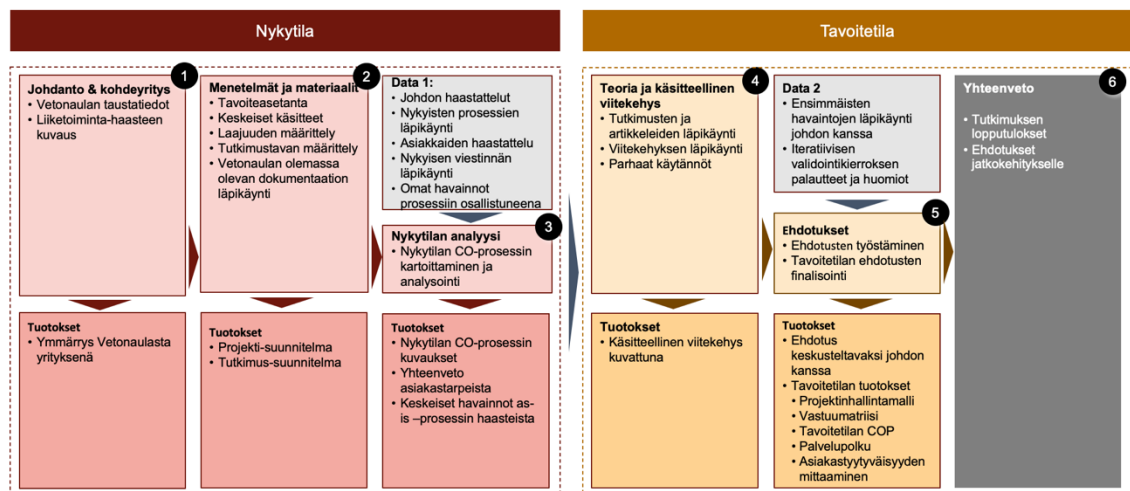 Nykytila
1
Johdanto & kohdeyritys
• Vetonaulan taustatiedot
• Liiketoiminta-haasteen
kuvaus
Tuotokset
• Ymmärrys Vetonaulasta
yrityksenä
2
Menetelmät ja materiaalit
• Tavoiteasetanta
• Keskeiset käsitteet
• Laajuuden määrittely
• Tutkimustavan määrittely
• Vetonaulan olemassa
olevan dokumentaation
läpikäynti
Tuotokset
• Projekti-suunnitelma
• Tutkimus-suunnitelma
Data 1:
• Johdon haastattelut
• Nykyisten prosessien
läpikäynti
• Asiakkaiden haastattelu
• Nykyisen viestinnän
läpikäynti
• Omat havainnot
prosessiin osallistuneena
3
Nykytilan analyysi
• Nykytilan CO-prosessin
kartoittaminen ja
analysointi
Tuotokset
• Nykytilan CO-prosessin
kuvaukset
• Yhteenveto
asiakastarpeista
• Keskeiset havainnot as-
is –prosessin haasteista
Tavoitetila
4
Teoria ja käsitteellinen
viitekehys
• Tutkimusten ja
artikkeleiden läpikäynti
• Viitekehyksen läpikäynti
• Parhaat käytännöt
Tuotokset
• Käsitteellinen viitekehys
kuvattuna
Data 2
• Ensimmäisten
havaintojen läpikäynti
johdon kanssa
• Iteratiivisen
validointikierroksen
palautteet ja huomiot
5
Ehdotukset
• Ehdotusten työstäminen
• Tavoitetilan ehdotusten
finalisointi
Tuotokset
• Ehdotus
keskusteltavaksi johdon
kanssa
• Tavoitetilan tuotokset
• Projektinhallintamalli
• Vastuumatriisi
• Tavoitetilan COP
• Palvelupolku
• Asiakastyytyväisyyden
mittaaminen
6
Yhteenveto
• Tutkimuksen
lopputulokset
• Ehdotukset
jatkokehitykselle